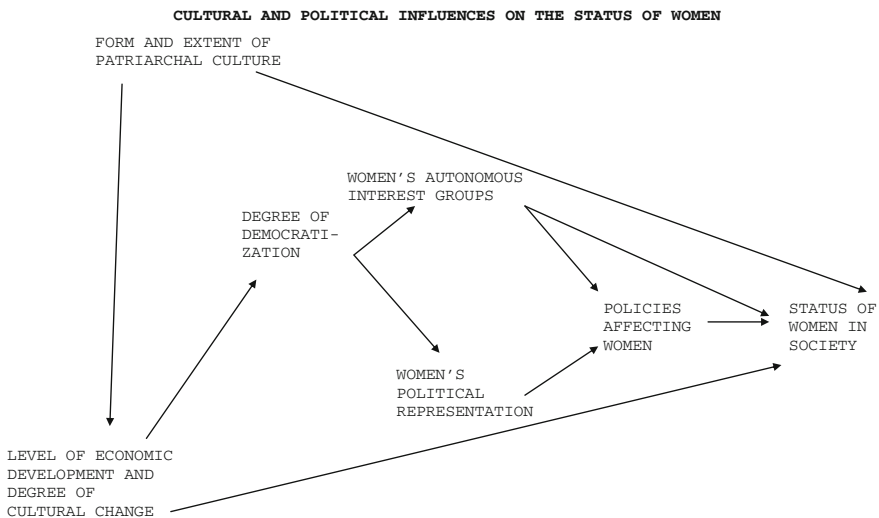 CULTURAL AND POLITICAL INFLUENCES ON THE STATUS OF WOMEN
FORM AND EXTENT OF
PATRIARCHAL CULTURE
WOMEN'S AUTONOMOUS
INTEREST GROUPS
DEGREE OF
DEMOCRATI-
ZATION
POLICIES
AFFECTING
WOMEN
STATUS OF
WOMEN IN
SOCIETY
WOMEN'S
POLITICAL
REPRESENTATION
LEVEL OF ECONOMIC
DEVELOPMENT AND
DEGREE OF
CULTURAL CHANGE